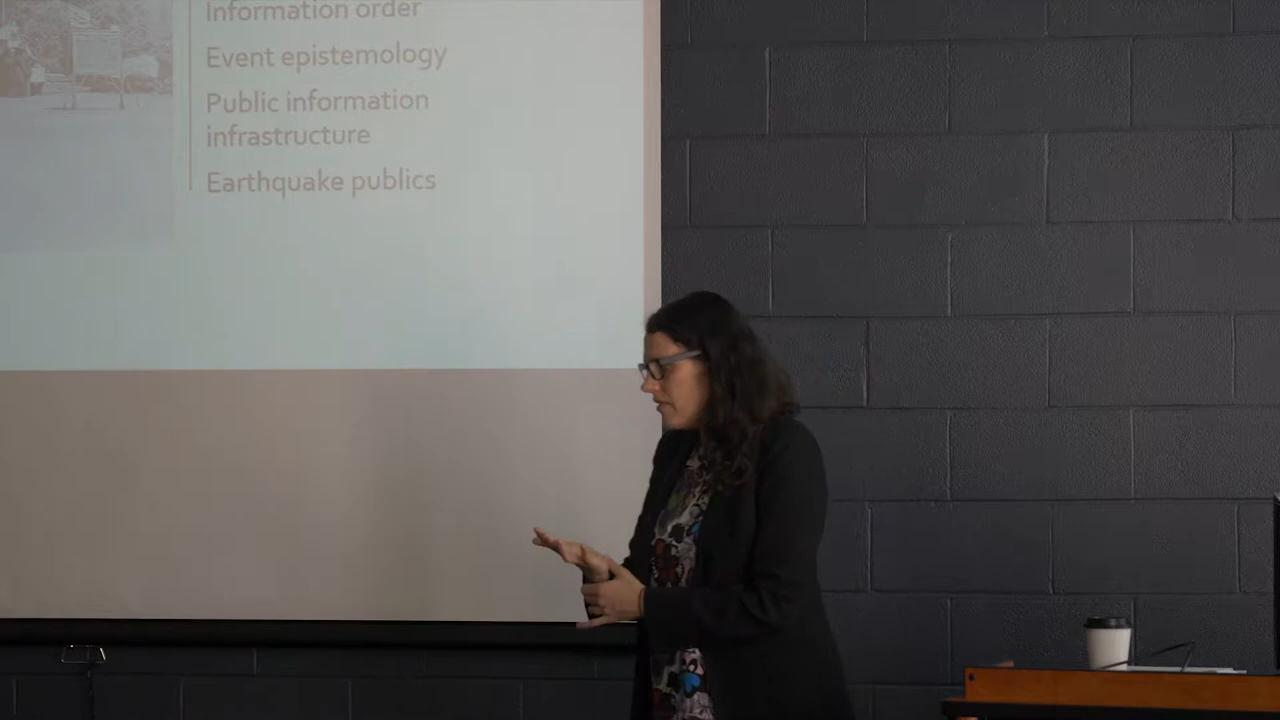 Information order
Event epistemology
Public information
infrastructure
Earthquake publics